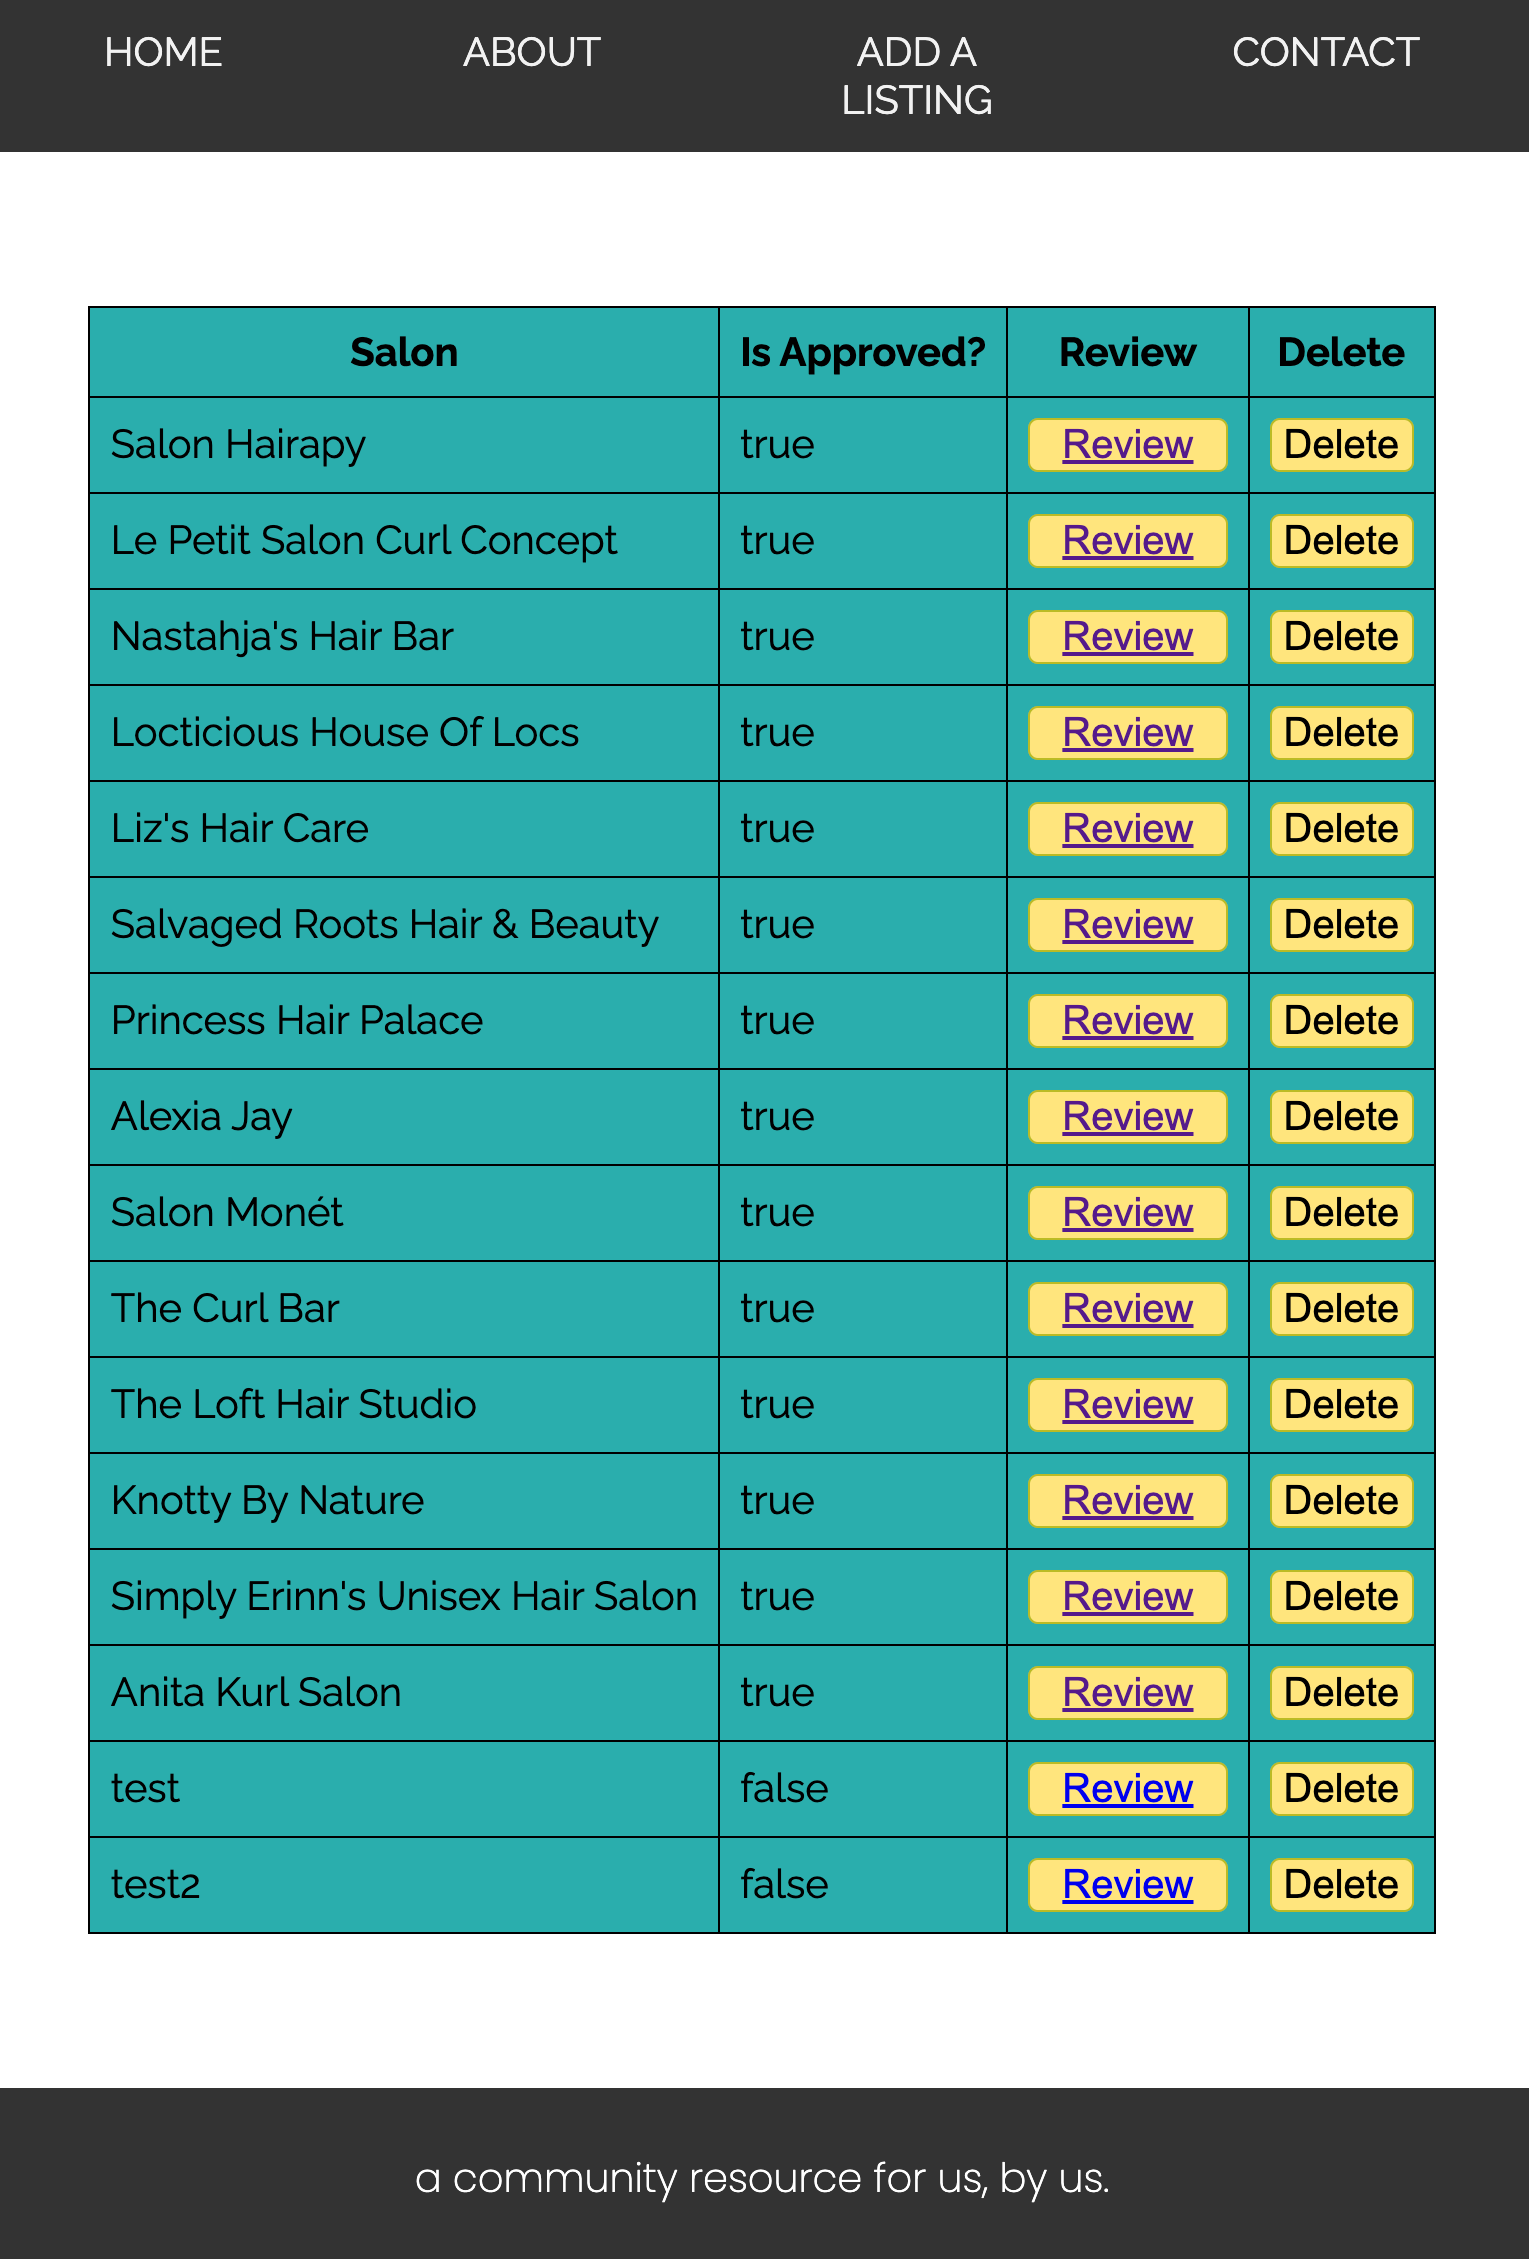 HOME ABOUT ADD A LISTING CONTACT
Salon Is Approved? Review Delete
Salon Hairapy true Review Delete
Le Petit Salon Curl Concept true Review Delete
Nastahja's Hair Bar true Review Delete
Locticious House Of Locs true Review Delete
Liz's Hair Care true Review Delete
Salvaged Roots Hair & Beauty true Review Delete
Princess Hair Palace true Review Delete
Alexia Jay true Review Delete
Salon Monét true Review Delete
The Curl Bar true Review Delete
The Loft Hair Studio true Review Delete
Knotty By Nature true Review Delete
Simply Erinn's Unisex Hair Salon true Review Delete
Anita Kurl Salon true Review Delete
test false Review Delete
test2 false Review Delete
a community resource for us, by us.